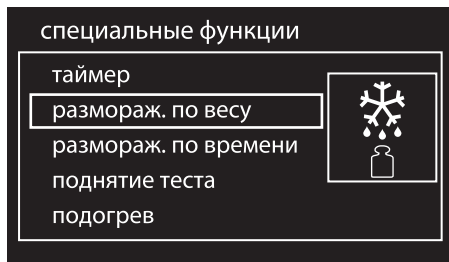 специальные функции
таймер
размораж. по весу
размораж. по времени
поднятие теста
подогрев